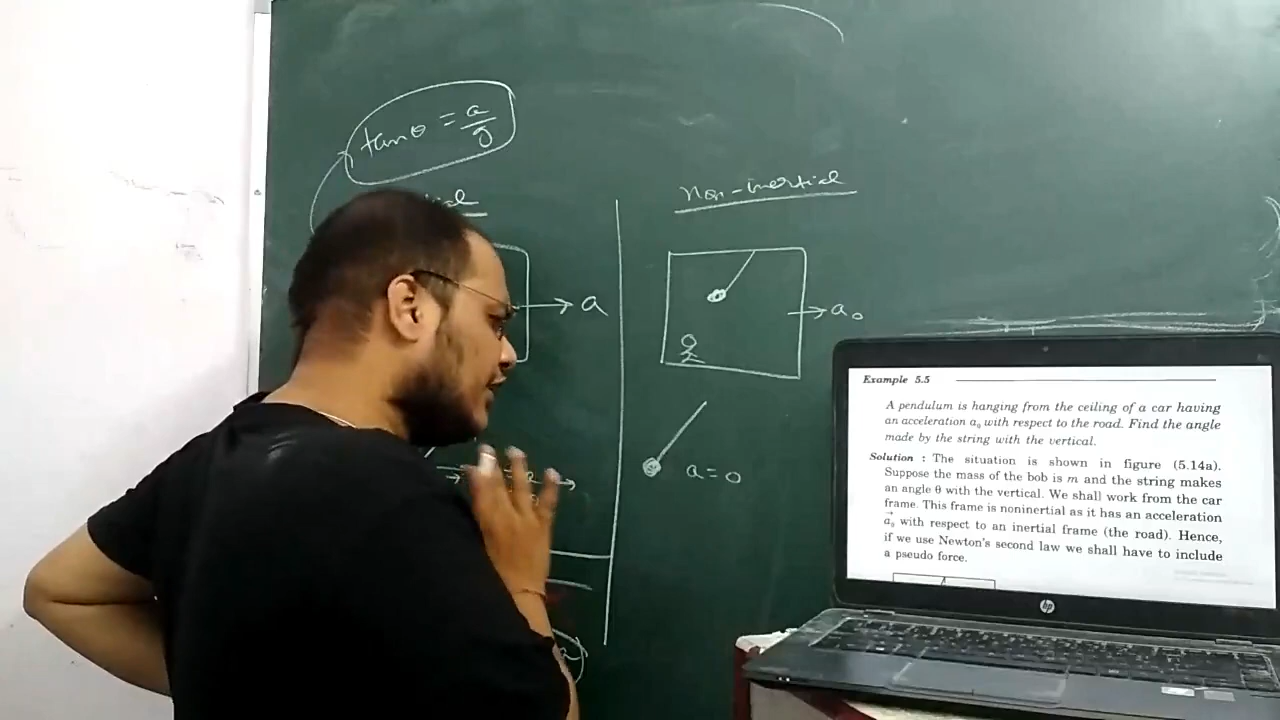 tanθ = a/g
non-inertial
a
a₀
a = 0
Example 5.5
A pendulum is hanging from the ceiling of a car having
an acceleration a₀ with respect to the road. Find the angle
made by the string with the vertical.
Solution : The situation is shown in figure (5.14a).
Suppose the mass of the bob is m and the string makes
an angle θ with the vertical. We shall work from the car
frame. This frame is noninertial as it has an acceleration
a⃗₀ with respect to an inertial frame (the road). Hence,
if we use Newton's second law we shall have to include
a pseudo force.
hp